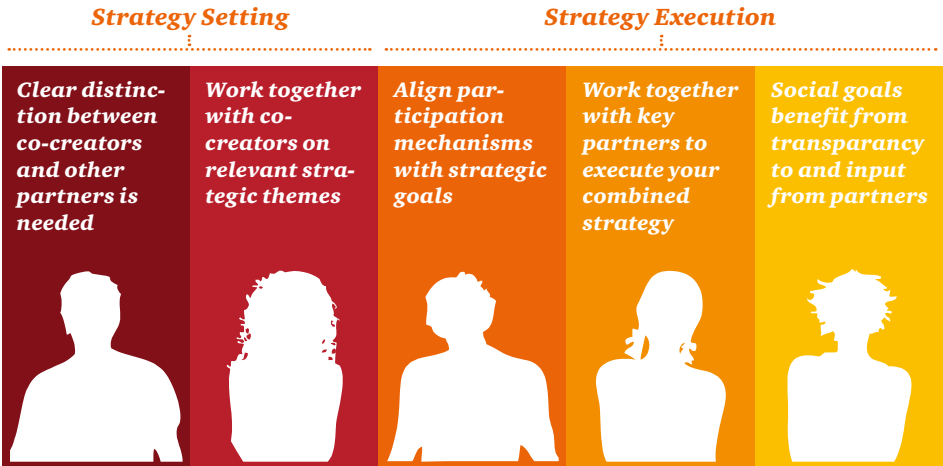 Strategy Setting
Strategy Execution
Clear distinc-
tion between
co-creators
and other
partners is
needed
Work together
with co-
creators on
relevant stra-
tegic themes
Align par-
ticipation
mechanisms
with strategic
goals
Work together
with key
partners to
execute your
combined
strategy
Social goals
benefit from
transparancy
to and input
from partners